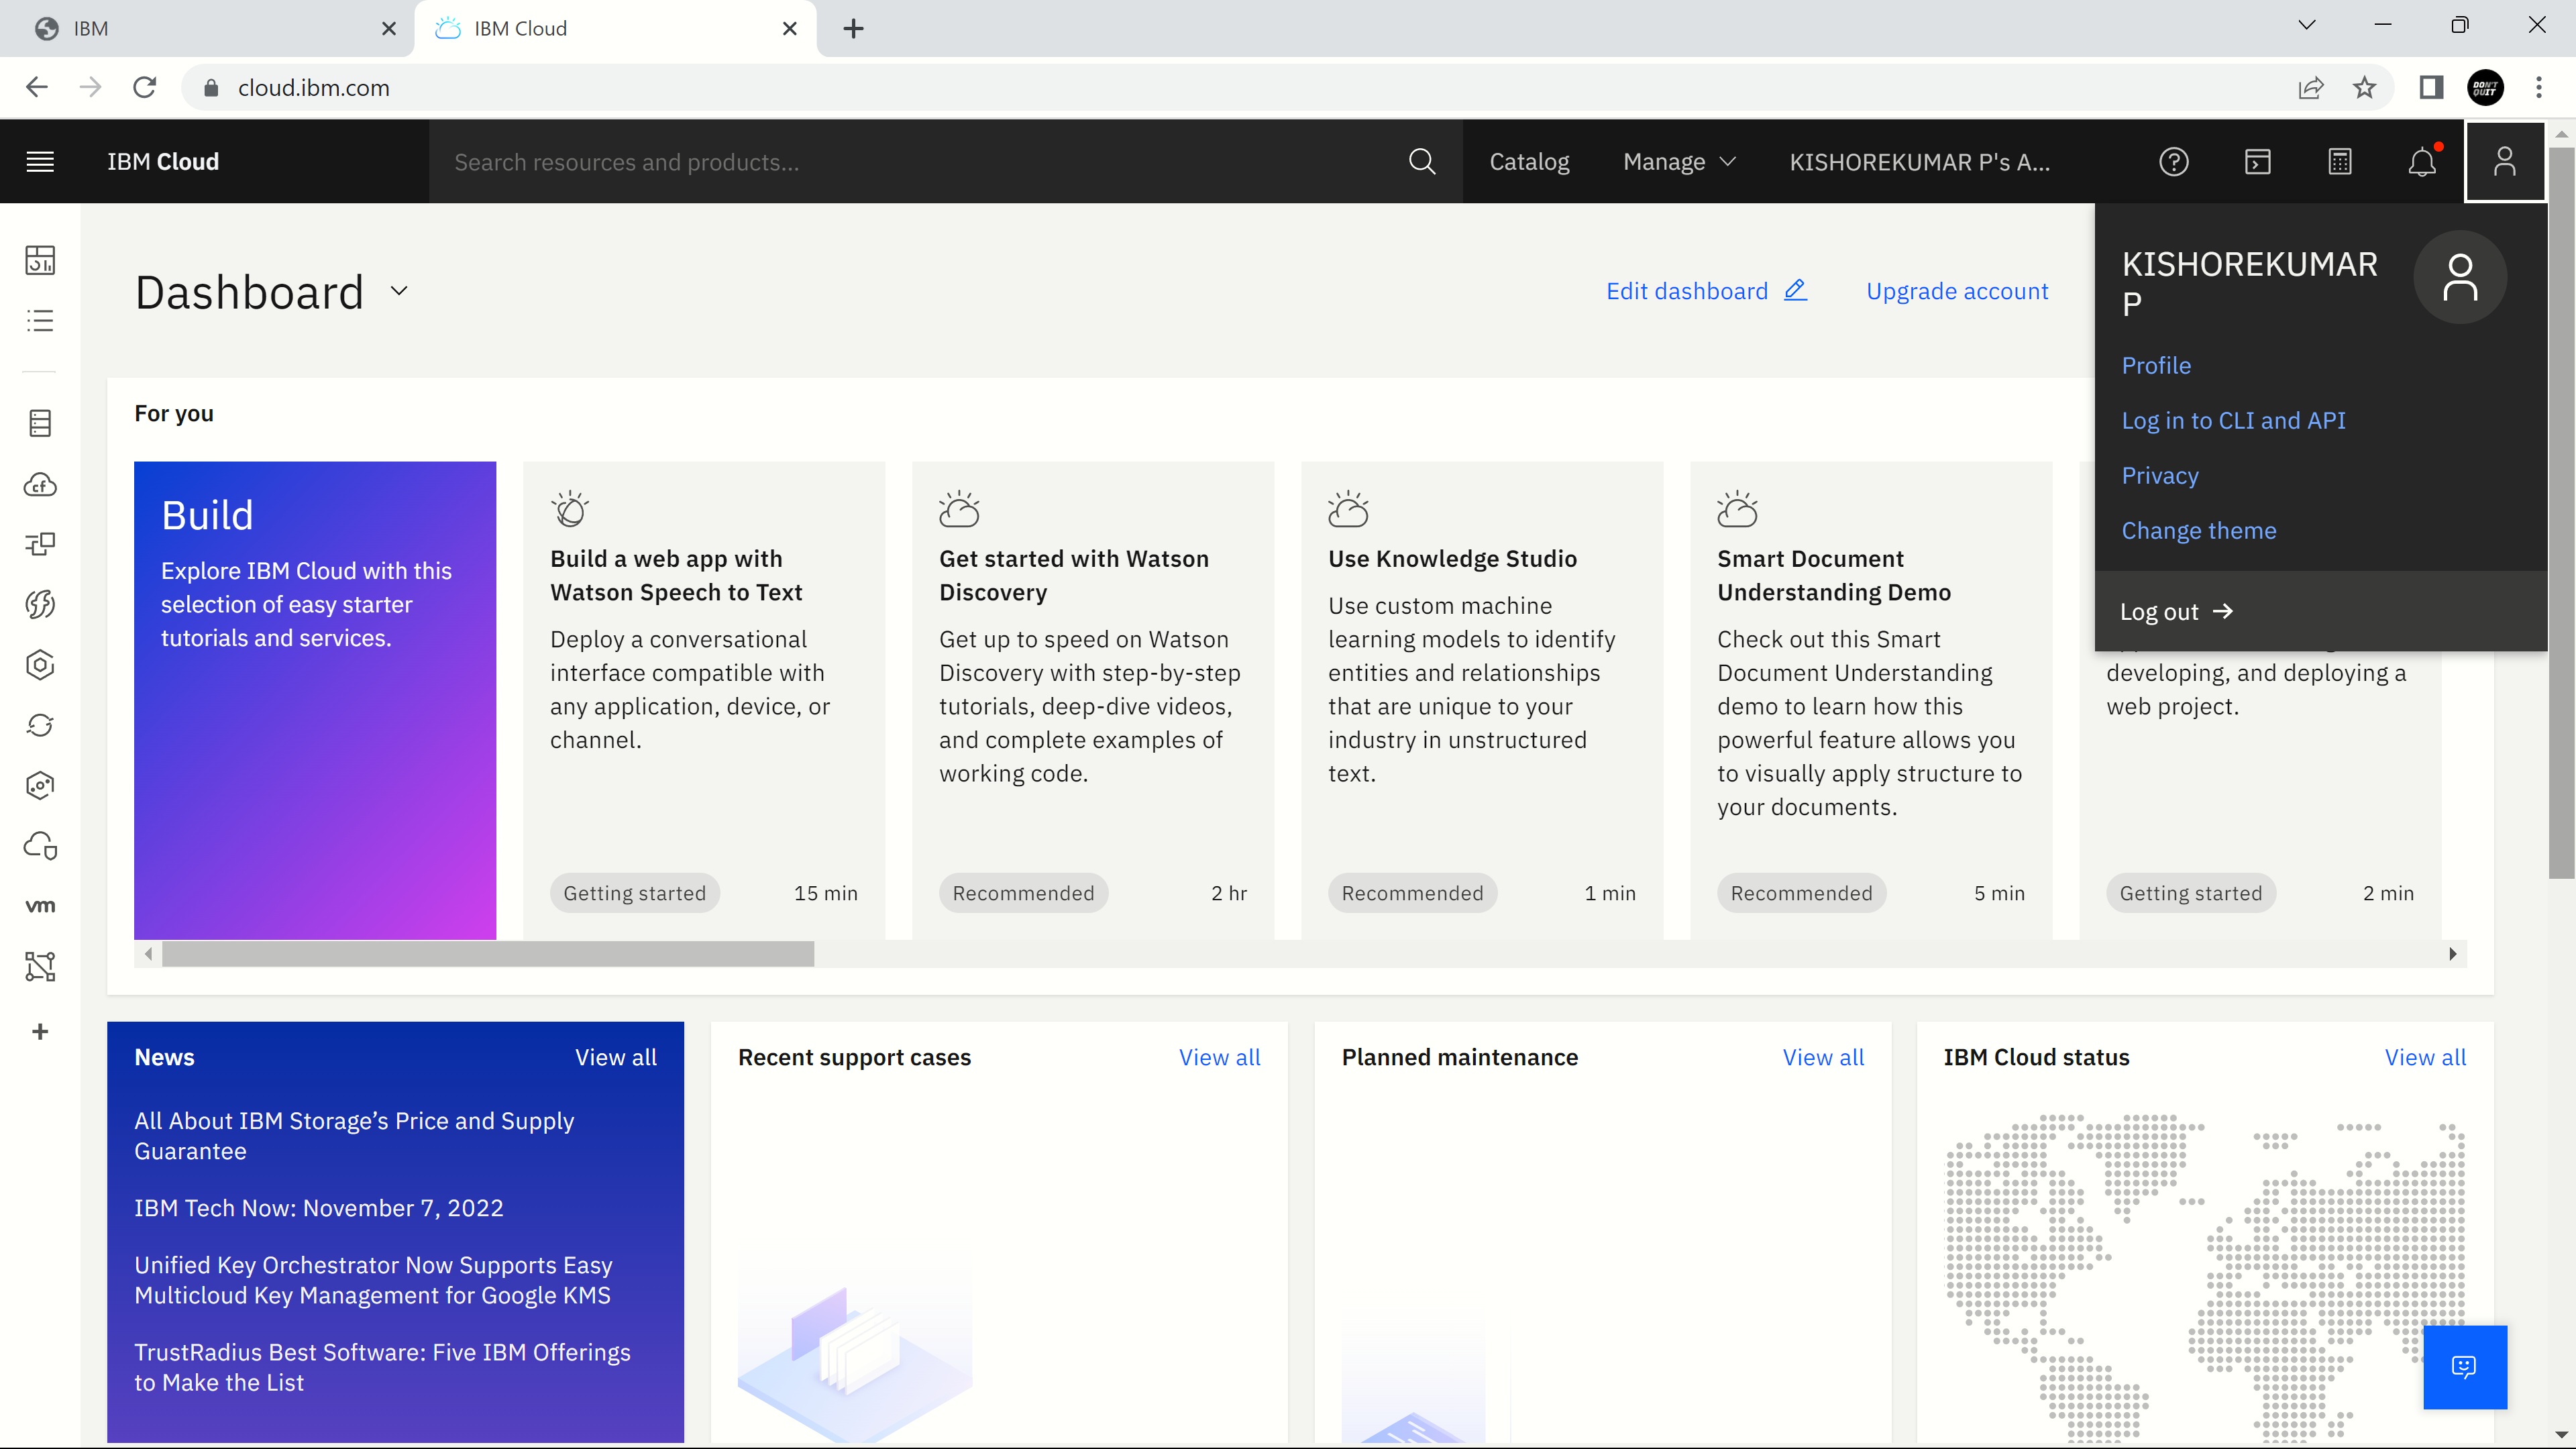 IBM
IBM Cloud
cloud.ibm.com
DON'T
QUIT
IBM Cloud
Search resources and products...
Catalog
Manage
KISHOREKUMAR P's A...
KISHOREKUMAR
P
Profile
Log in to CLI and API
Privacy
Change theme
Log out
Dashboard
Edit dashboard
Upgrade account
For you
Build
Explore IBM Cloud with this
selection of easy starter
tutorials and services.
Build a web app with
Watson Speech to Text
Deploy a conversational
interface compatible with
any application, device, or
channel.
Getting started
15 min
Get started with Watson
Discovery
Get up to speed on Watson
Discovery with step-by-step
tutorials, deep-dive videos,
and complete examples of
working code.
Recommended
2 hr
Use Knowledge Studio
Use custom machine
learning models to identify
entities and relationships
that are unique to your
industry in unstructured
text.
Recommended
1 min
Smart Document
Understanding Demo
Check out this Smart
Document Understanding
demo to learn how this
powerful feature allows you
to visually apply structure to
your documents.
Recommended
5 min
developing, and deploying a
web project.
Getting started
2 min
cf
vm
News
View all
All About IBM Storage’s Price and Supply
Guarantee
IBM Tech Now: November 7, 2022
Unified Key Orchestrator Now Supports Easy
Multicloud Key Management for Google KMS
TrustRadius Best Software: Five IBM Offerings
to Make the List
Recent support cases
View all
Planned maintenance
View all
IBM Cloud status
View all